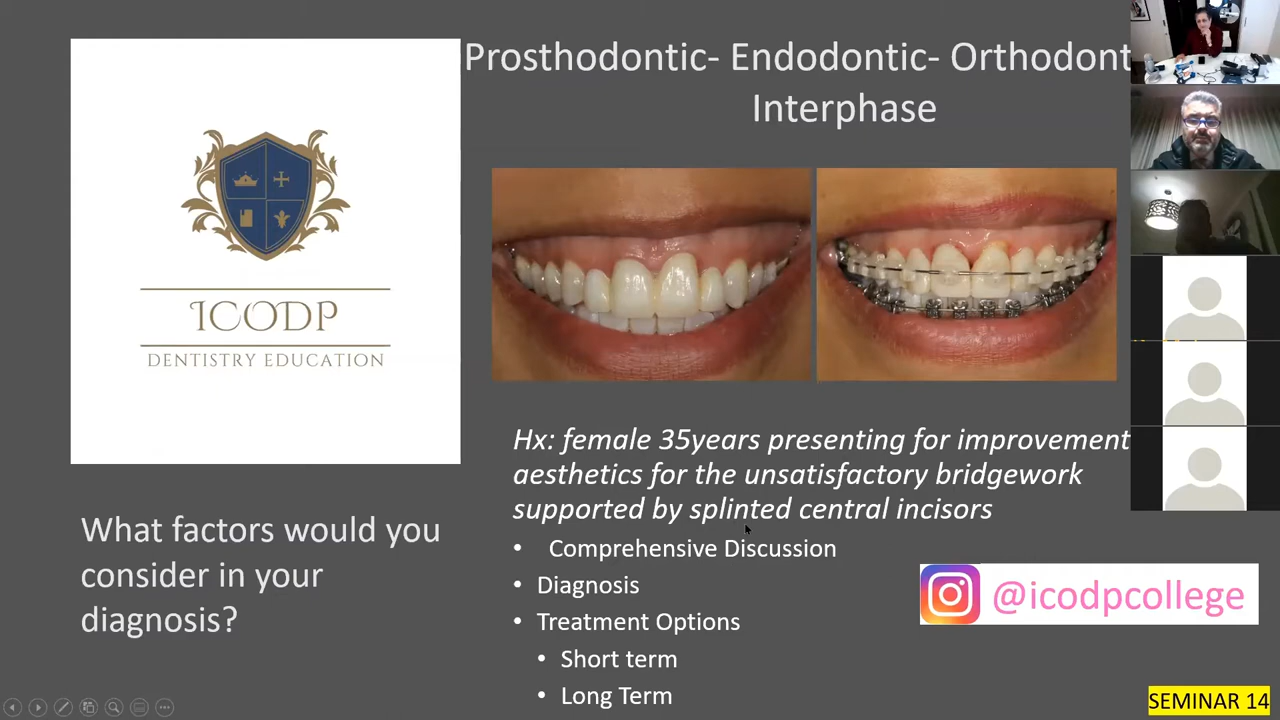 Prosthodontic- Endodontic- Orthodont
Interphase
ICODP
DENTISTRY EDUCATION
Hx: female 35years presenting for improvement
aesthetics for the unsatisfactory bridgework
supported by splinted central incisors
• Comprehensive Discussion
• Diagnosis
• Treatment Options
• Short term
• Long Term
What factors would you
consider in your
diagnosis?
@icodpcollege
SEMINAR 14